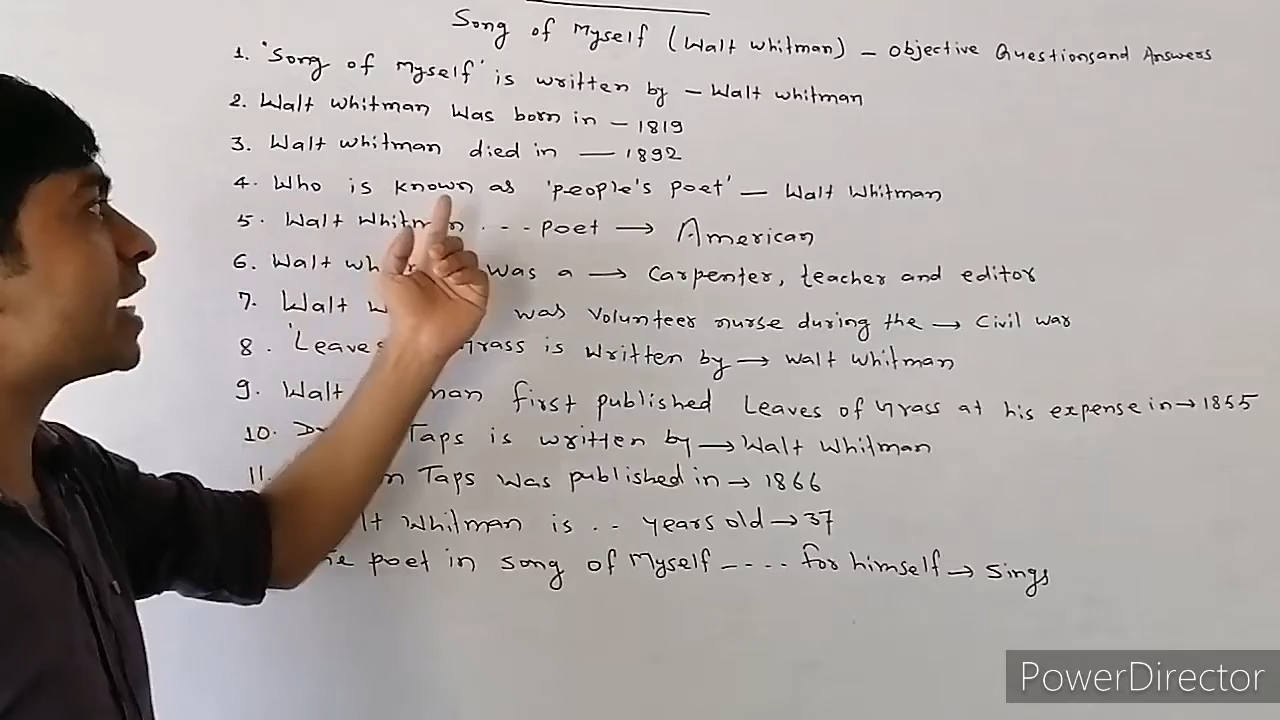 Song of Myself (Walt Whitman) – Objective Questions and Answers
1. 'Song of Myself' is written by – Walt Whitman
2. Walt Whitman was born in – 1819
3. Walt Whitman died in — 1892
4. Who is known as 'people's poet' – Walt Whitman
5. Walt Whitman ... Poet → American
6. Walt was a → Carpenter, teacher and editor
7. Walt was volunteer nurse during the → Civil war
8. 'Leaves Grass is written by → Walt Whitman
9. Walt first published Leaves of Grass at his expense in → 1855
10. Taps is written by → Walt Whitman
11. Taps was published in → 1866
Whitman is .. years old → 37
poet in song of Myself .... for himself → Sings
PowerDirector